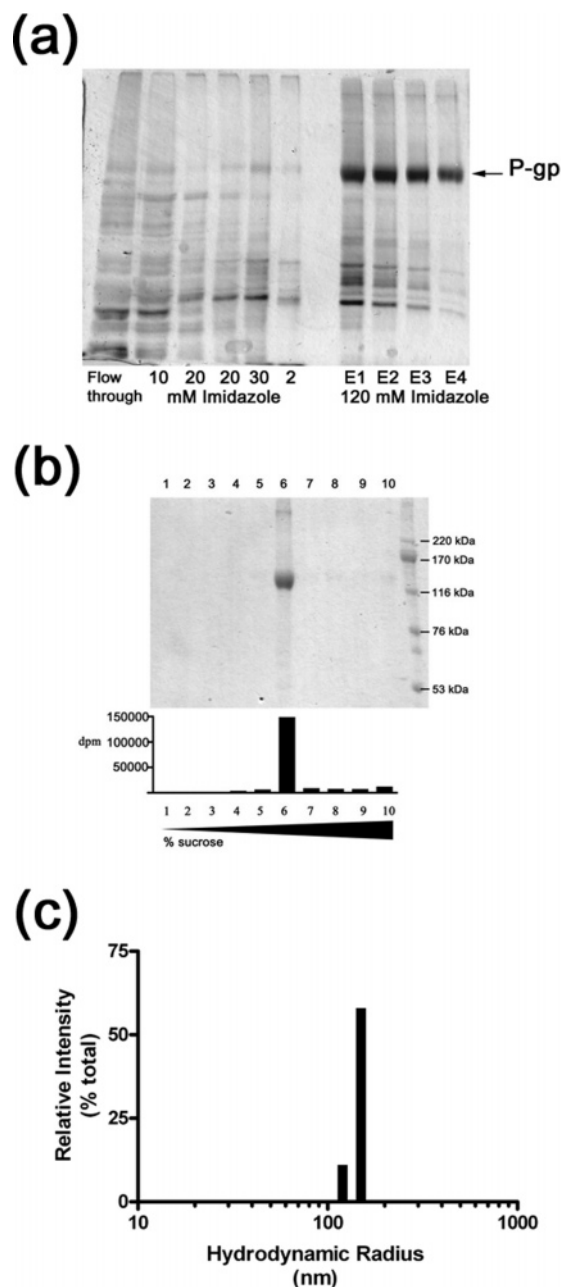 (a)
P-gp
Flow through 10 20 20 30 2 E1 E2 E3 E4
mM Imidazole 120 mM Imidazole
(b)
1 2 3 4 5 6 7 8 9 10
220 kDa
170 kDa
116 kDa
76 kDa
53 kDa
150000
dpm 100000
50000
1 2 3 4 5 6 7 8 9 10
% sucrose
(c)
75
50
25
0
Relative Intensity
(% total)
10 100 1000
Hydrodynamic Radius
(nm)